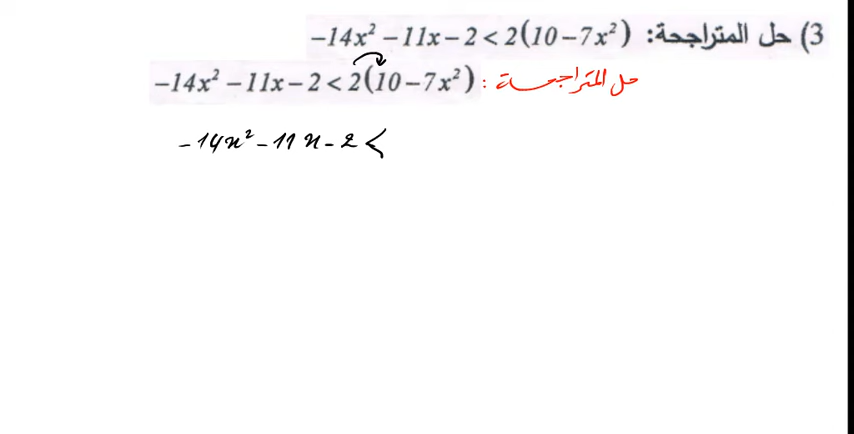 3) حل المتراجحة: -14x² - 11x - 2 < 2(10 - 7x²)
حل المتراجحة: -14x² - 11x - 2 < 2(10 - 7x²)
-14x² - 11x - 2 <